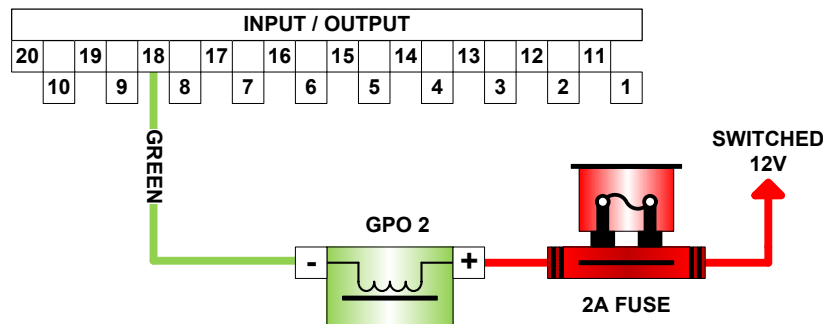 INPUT / OUTPUT
20 19 18 17 16 15 14 13 12 11
10 9 8 7 6 5 4 3 2 1
GREEN
SWITCHED
12V
GPO 2
- +
2A FUSE